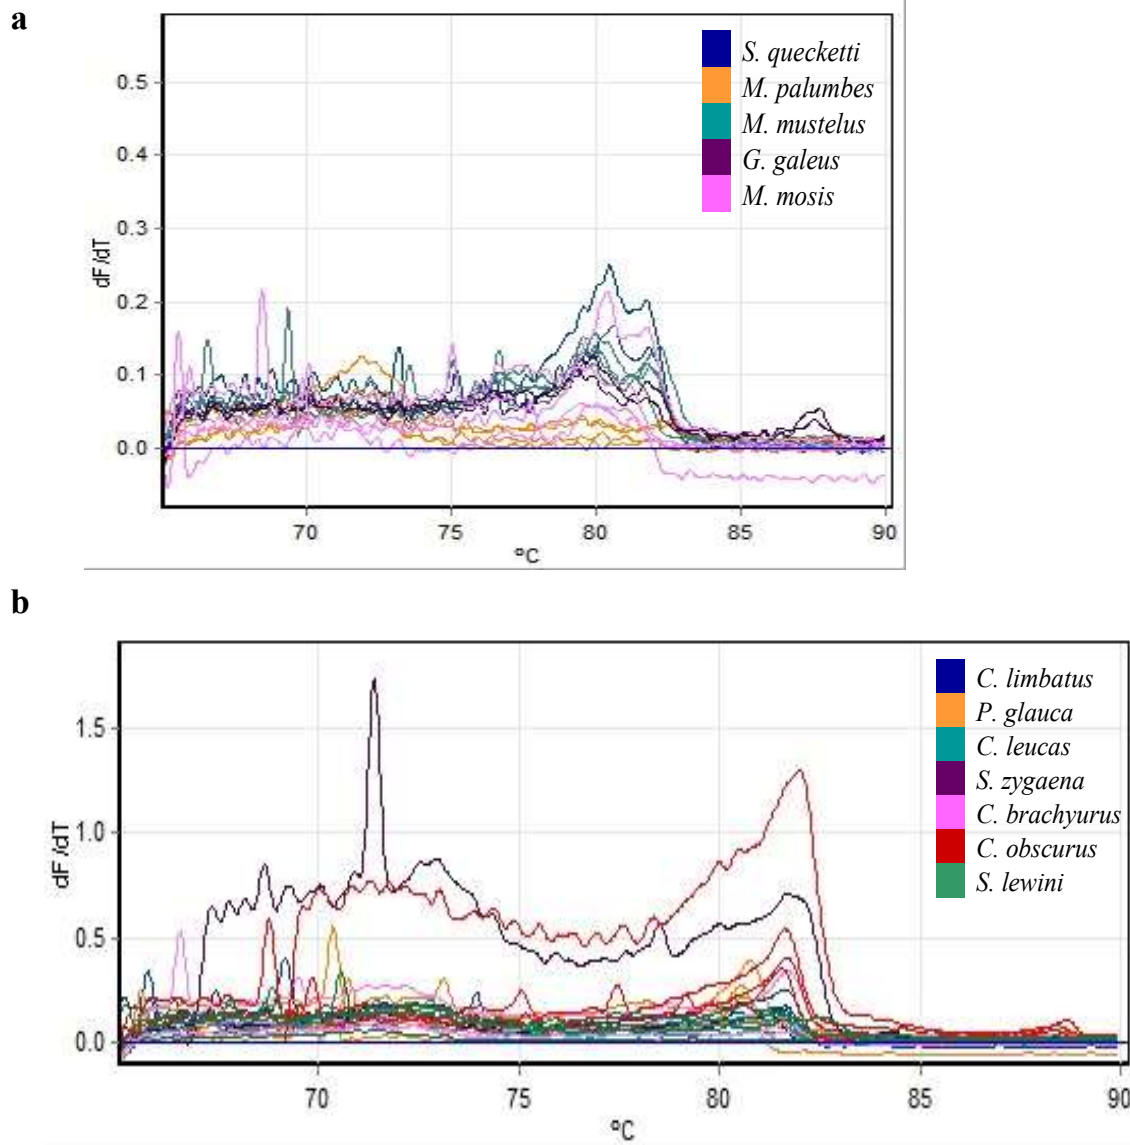 a
dF/dT
0.5
0.4
0.3
0.2
0.1
0.0
S. quecketti
M. palumbes
M. mustelus
G. galeus
M. mosis
70 75 80 85 90
°C
b
dF/dT
1.5
1.0
0.5
0.0
C. limbatus
P. glauca
C. leucas
S. zygaena
C. brachyurus
C. obscurus
S. lewini
70 75 80 85 90
°C